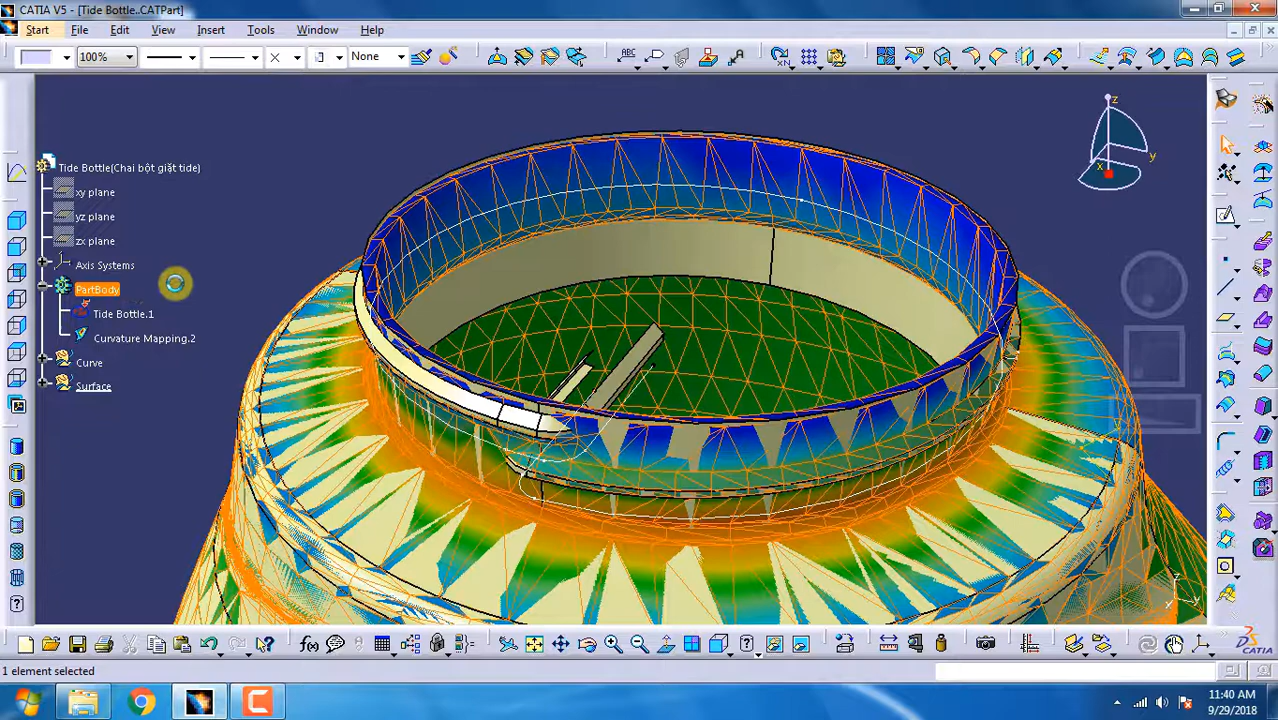 CATIA V5 - [Tide Bottle..CATPart]
Start File Edit View Insert Tools Window Help
100% None ABC
z
y
x
Tide Bottle(Chai bột giặt tide)
xy plane
yz plane
zx plane
Axis Systems
PartBody
Tide Bottle.1
Curvature Mapping.2
Curve
Surface
z
x y
f(x)
CATIA
1 element selected
11:40 AM
9/29/2018